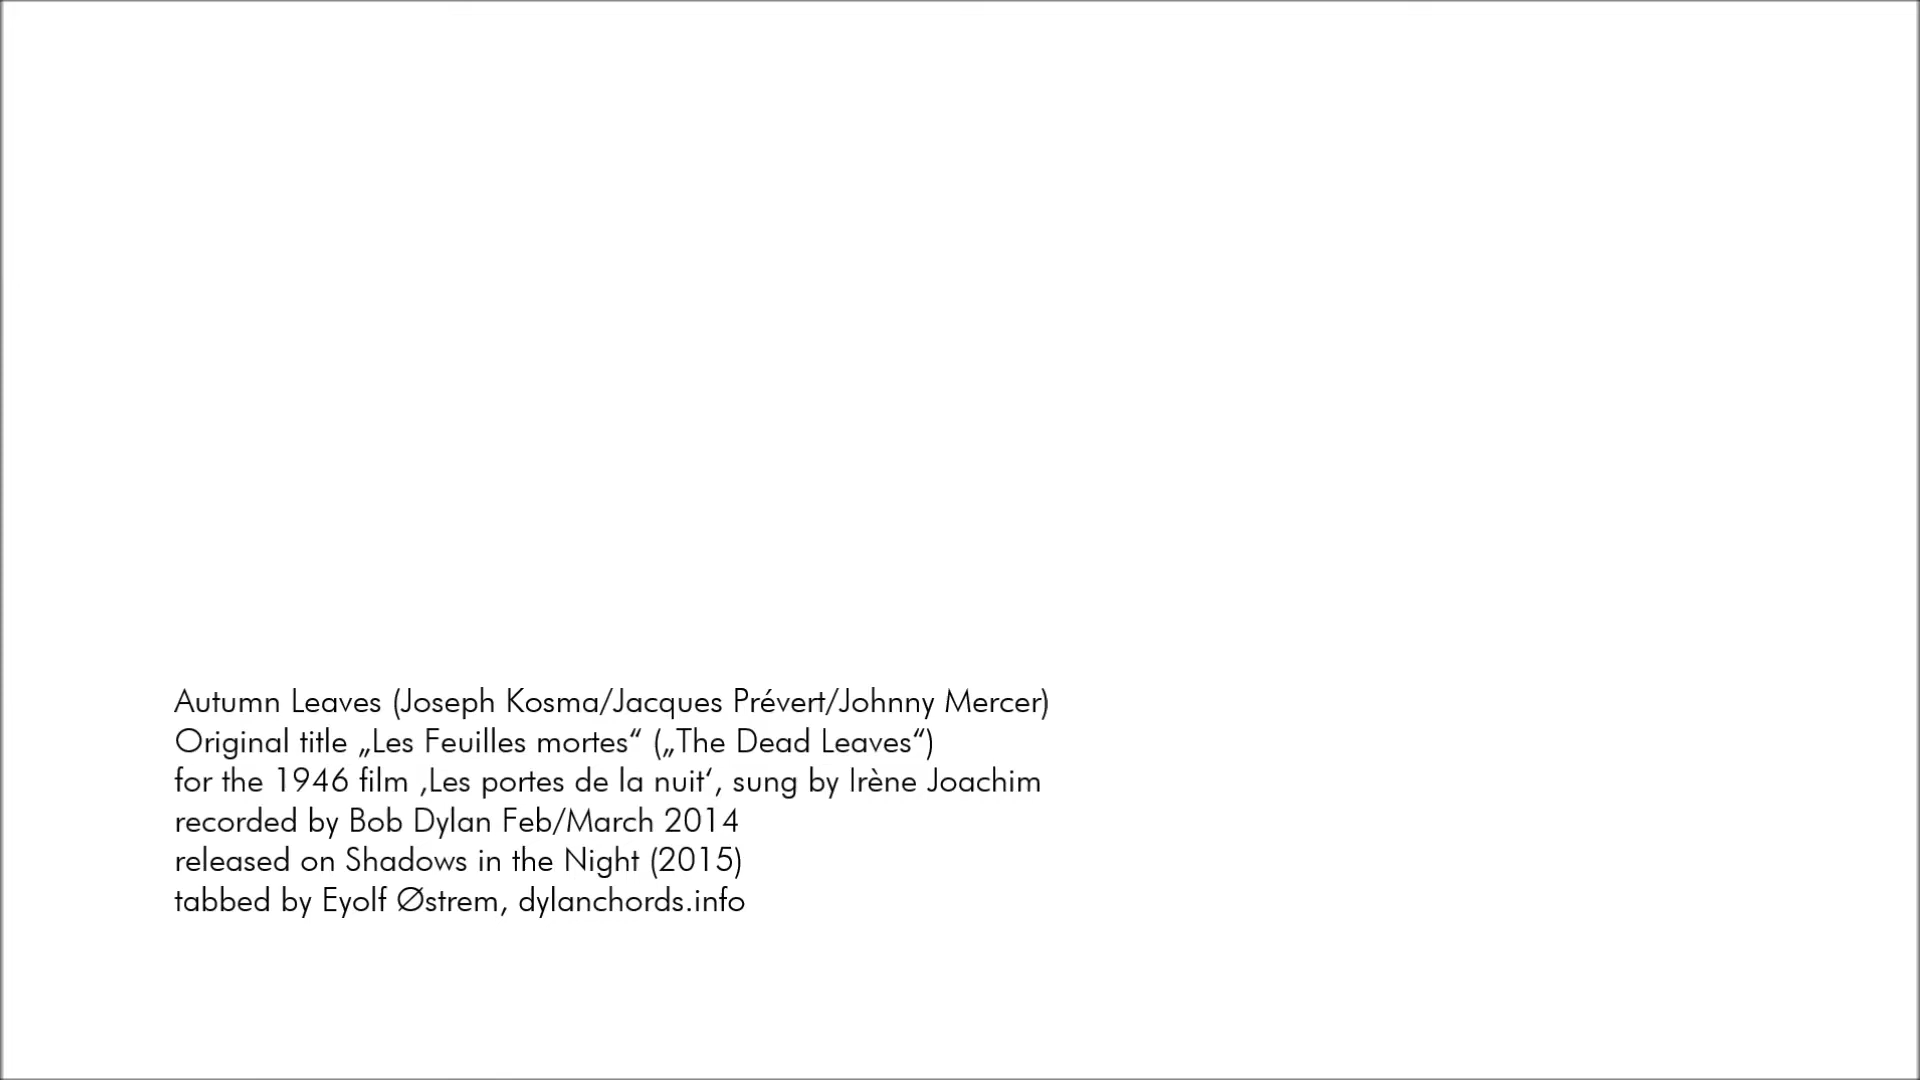 Autumn Leaves (Joseph Kosma/Jacques Prévert/Johnny Mercer)
Original title „Les Feuilles mortes“ („The Dead Leaves“)
for the 1946 film ‚Les portes de la nuit‘, sung by Irène Joachim
recorded by Bob Dylan Feb/March 2014
released on Shadows in the Night (2015)
tabbed by Eyolf Østrem, dylanchords.info